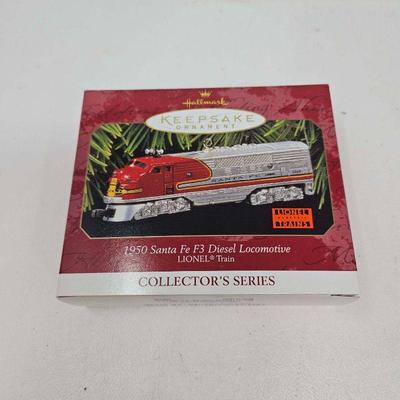 Hallmark
KEEPSAKE
ORNAMENT
SANTA FE
LIONEL
TRAINS
1950 Santa Fe F3 Diesel Locomotive
LIONEL® Train
COLLECTOR'S SERIES